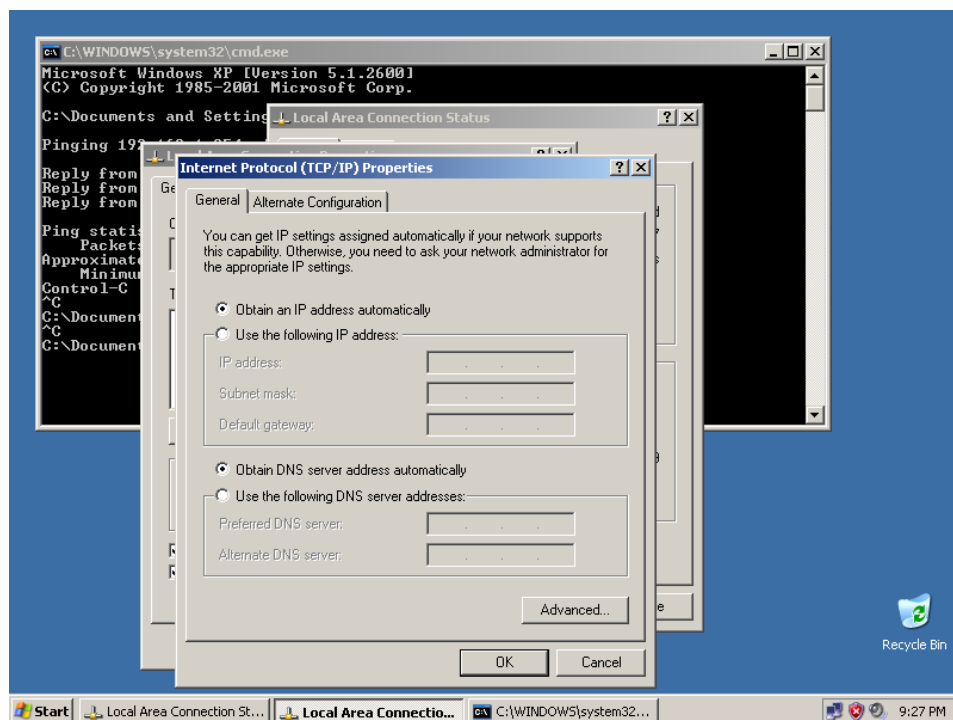 C:\WINDOWS\system32\cmd.exe
Microsoft Windows XP [Version 5.1.2600]
(C) Copyright 1985-2001 Microsoft Corp.
C:\Documents and Setting
Local Area Connection Status
Pinging 192
Internet Protocol (TCP/IP) Properties
Reply from
Reply from
Reply from
General
Alternate Configuration
You can get IP settings assigned automatically if your network supports
this capability. Otherwise, you need to ask your network administrator for
the appropriate IP settings.
Ping statis
Packets
Approximate
Minimum
Control-C
^C
C:\Document
^C
C:\Document
Obtain an IP address automatically
Use the following IP address:
IP address:
Subnet mask:
Default gateway:
Obtain DNS server address automatically
Use the following DNS server addresses:
Preferred DNS server:
Alternate DNS server:
Advanced...
OK
Cancel
Recycle Bin
Start
Local Area Connection St...
Local Area Connectio...
C:\WINDOWS\system32...
9:27 PM